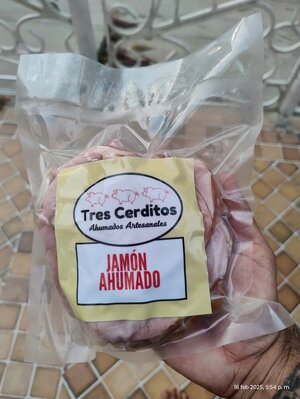 Tres Cerditos
Ahumados Artesanales
JAMÓN
AHUMADO
16 feb 2025, 5:54 p. m.